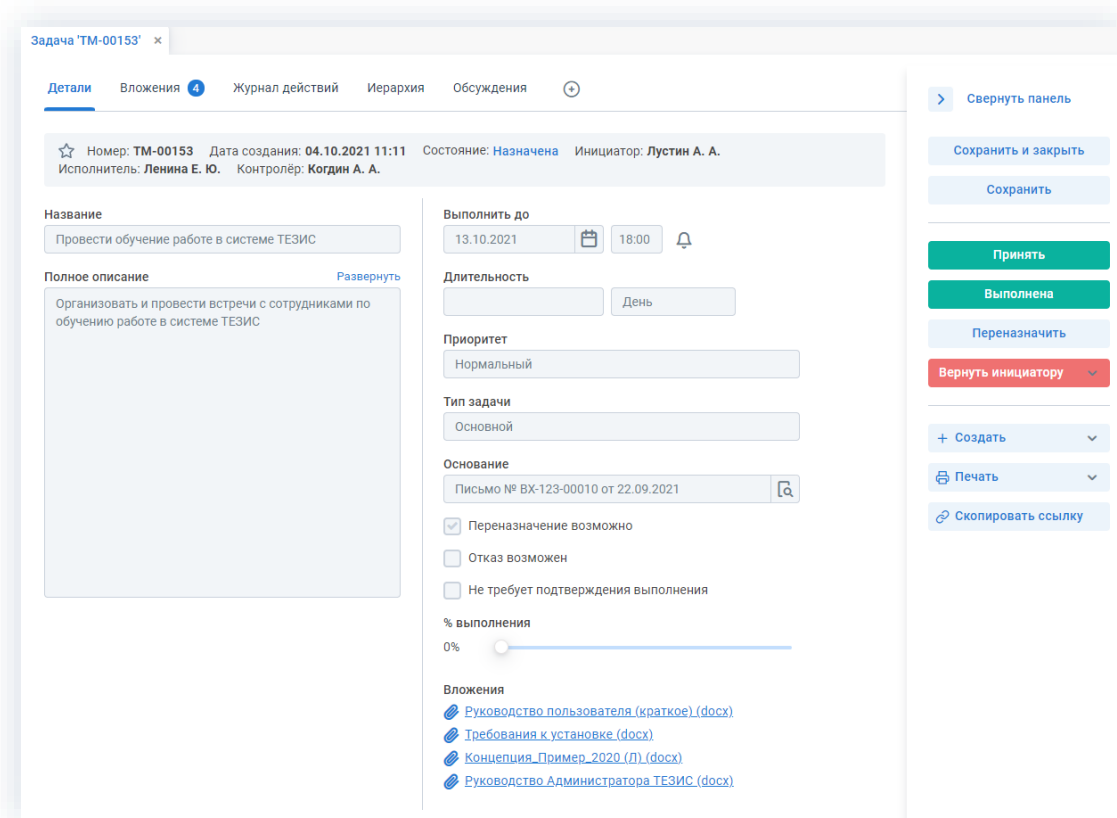 Задача 'ТМ-00153' ×
Детали Вложения 4 Журнал действий Иерархия Обсуждения
Номер: ТМ-00153 Дата создания: 04.10.2021 11:11 Состояние: Назначена Инициатор: Лустин А. А.
Исполнитель: Ленина Е. Ю. Контролёр: Когдин А. А.
Название
Провести обучение работе в системе ТЕЗИС
Полное описание Развернуть
Организовать и провести встречи с сотрудниками по
обучению работе в системе ТЕЗИС
Выполнить до
13.10.2021 18:00
Длительность
День
Приоритет
Нормальный
Тип задачи
Основной
Основание
Письмо № ВХ-123-00010 от 22.09.2021
Переназначение возможно
Отказ возможен
Не требует подтверждения выполнения
% выполнения
0%
Вложения
Руководство пользователя (краткое) (docx)
Требования к установке (docx)
Концепция_Пример_2020 (Л) (docx)
Руководство Администратора ТЕЗИС (docx)
Свернуть панель
Сохранить и закрыть
Сохранить
Принять
Выполнена
Переназначить
Вернуть инициатору
+ Создать
Печать
Скопировать ссылку